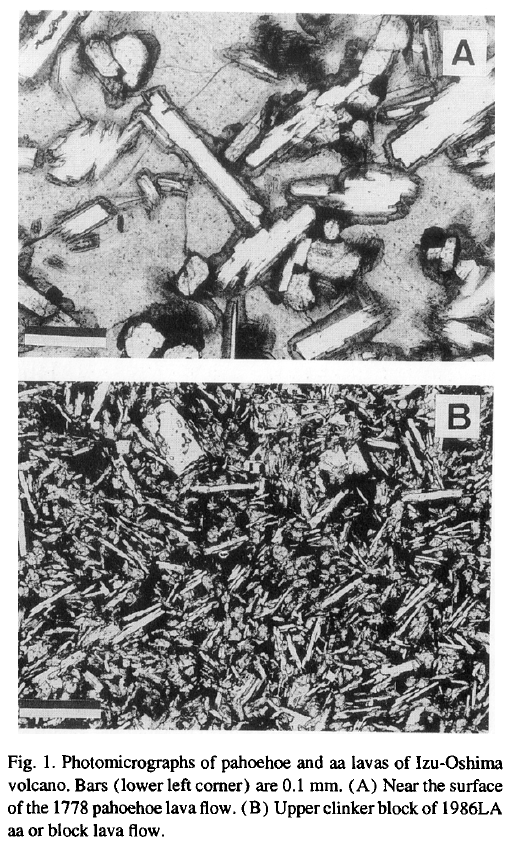 A
B
Fig. 1. Photomicrographs of pahoehoe and aa lavas of Izu-Oshima
volcano. Bars (lower left corner) are 0.1 mm. (A) Near the surface
of the 1778 pahoehoe lava flow. (B) Upper clinker block of 1986LA
aa or block lava flow.